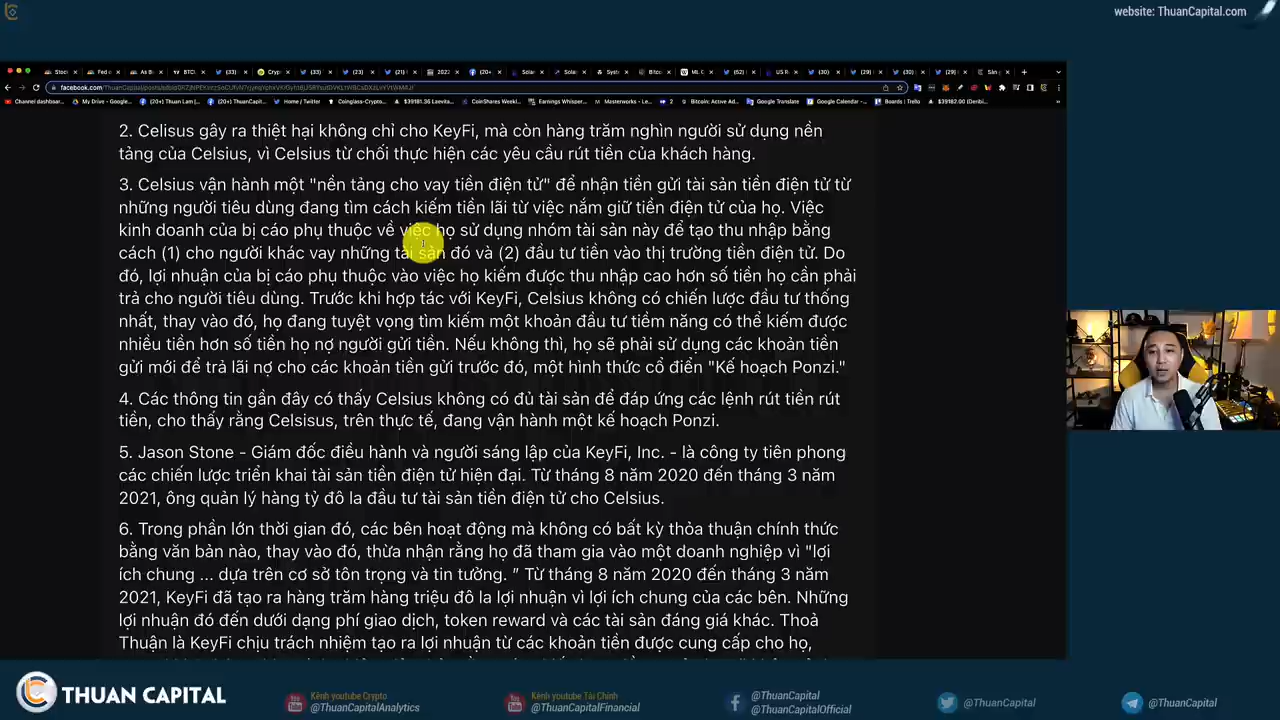 website: ThuanCapital.com
2. Celisus gây ra thiệt hại không chỉ cho KeyFi, mà còn hàng trăm nghìn người sử dụng nền
tảng của Celsius, vì Celsius từ chối thực hiện các yêu cầu rút tiền của khách hàng.
3. Celsius vận hành một "nền tảng cho vay tiền điện tử" để nhận tiền gửi tài sản tiền điện tử từ
những người tiêu dùng đang tìm cách kiếm tiền lãi từ việc nắm giữ tiền điện tử của họ. Việc
kinh doanh của bị cáo phụ thuộc về việc họ sử dụng nhóm tài sản này để tạo thu nhập bằng
cách (1) cho người khác vay những tài sản đó và (2) đầu tư tiền vào thị trường tiền điện tử. Do
đó, lợi nhuận của bị cáo phụ thuộc vào việc họ kiếm được thu nhập cao hơn số tiền họ cần phải
trả cho người tiêu dùng. Trước khi hợp tác với KeyFi, Celsius không có chiến lược đầu tư thống
nhất, thay vào đó, họ đang tuyệt vọng tìm kiếm một khoản đầu tư tiềm năng có thể kiếm được
nhiều tiền hơn số tiền họ nợ người gửi tiền. Nếu không thì, họ sẽ phải sử dụng các khoản tiền
gửi mới để trả lãi nợ cho các khoản tiền gửi trước đó, một hình thức cổ điển "Kế hoạch Ponzi."
4. Các thông tin gần đây có thấy Celsius không có đủ tài sản để đáp ứng các lệnh rút tiền rút
tiền, cho thấy rằng Celsisus, trên thực tế, đang vận hành một kế hoạch Ponzi.
5. Jason Stone - Giám đốc điều hành và người sáng lập của KeyFi, Inc. - là công ty tiên phong
các chiến lược triển khai tài sản tiền điện tử hiện đại. Từ tháng 8 năm 2020 đến tháng 3 năm
2021, ông quản lý hàng tỷ đô la đầu tư tài sản tiền điện tử cho Celsius.
6. Trong phần lớn thời gian đó, các bên hoạt động mà không có bất kỳ thỏa thuận chính thức
bằng văn bản nào, thay vào đó, thừa nhận rằng họ đã tham gia vào một doanh nghiệp vì "lợi
ích chung ... dựa trên cơ sở tôn trọng và tin tưởng. " Từ tháng 8 năm 2020 đến tháng 3 năm
2021, KeyFi đã tạo ra hàng trăm hàng triệu đô la lợi nhuận vì lợi ích chung của các bên. Những
lợi nhuận đó đến dưới dạng phí giao dịch, token reward và các tài sản đáng giá khác. Thoả
Thuận là KeyFi chịu trách nhiệm tạo ra lợi nhuận từ các khoản tiền được cung cấp cho họ,
THUAN CAPITAL
Kênh youtube Crypto
@ThuanCapitalAnalytics
Kênh youtube Tài Chính
@ThuanCapitalFinancial
@ThuanCapital
@ThuanCapitalOfficial
@ThuanCapital
@ThuanCapital